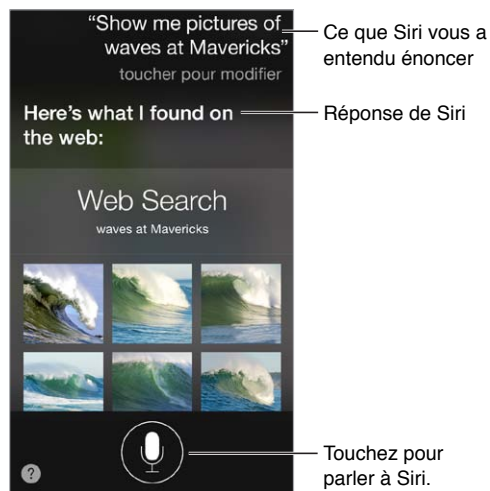 “Show me pictures of
waves at Mavericks”
toucher pour modifier
Ce que Siri vous a
entendu énoncer
Here’s what I found on
the web:
Réponse de Siri
Web Search
waves at Mavericks
Touchez pour
parler à Siri.
?